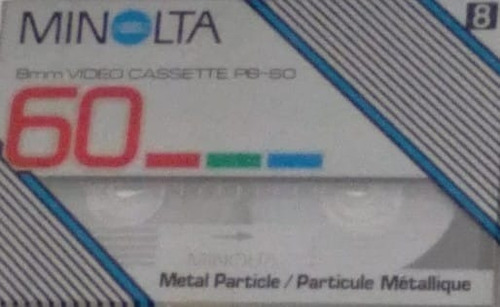 MINOLTA
8
8mm VIDEO CASSETTE P6-60
60
MINOLTA
Metal Particle / Particule Métallique